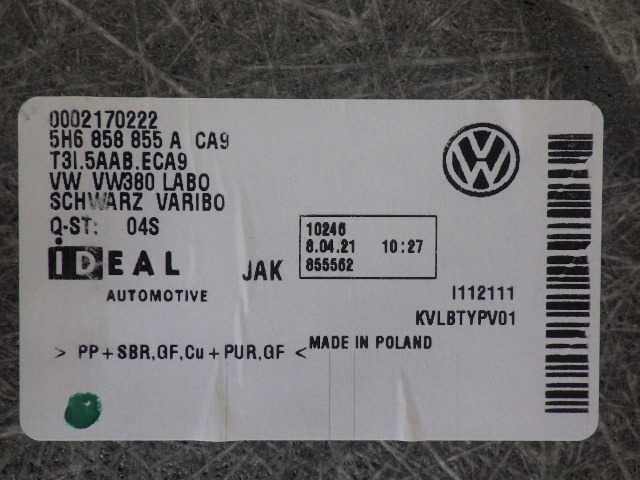 0002170222
5H6 858 855 A CA9
T3I.5AAB.ECA9
VW VW380 LABO
SCHWARZ VARIBO
Q-ST: 04S
iDEAL
AUTOMOTIVE
JAK
10246
8.04.21 10:27
855562
I112111
KVLBTYPV01
> PP+SBR,GF,Cu+PUR,GF <
MADE IN POLAND